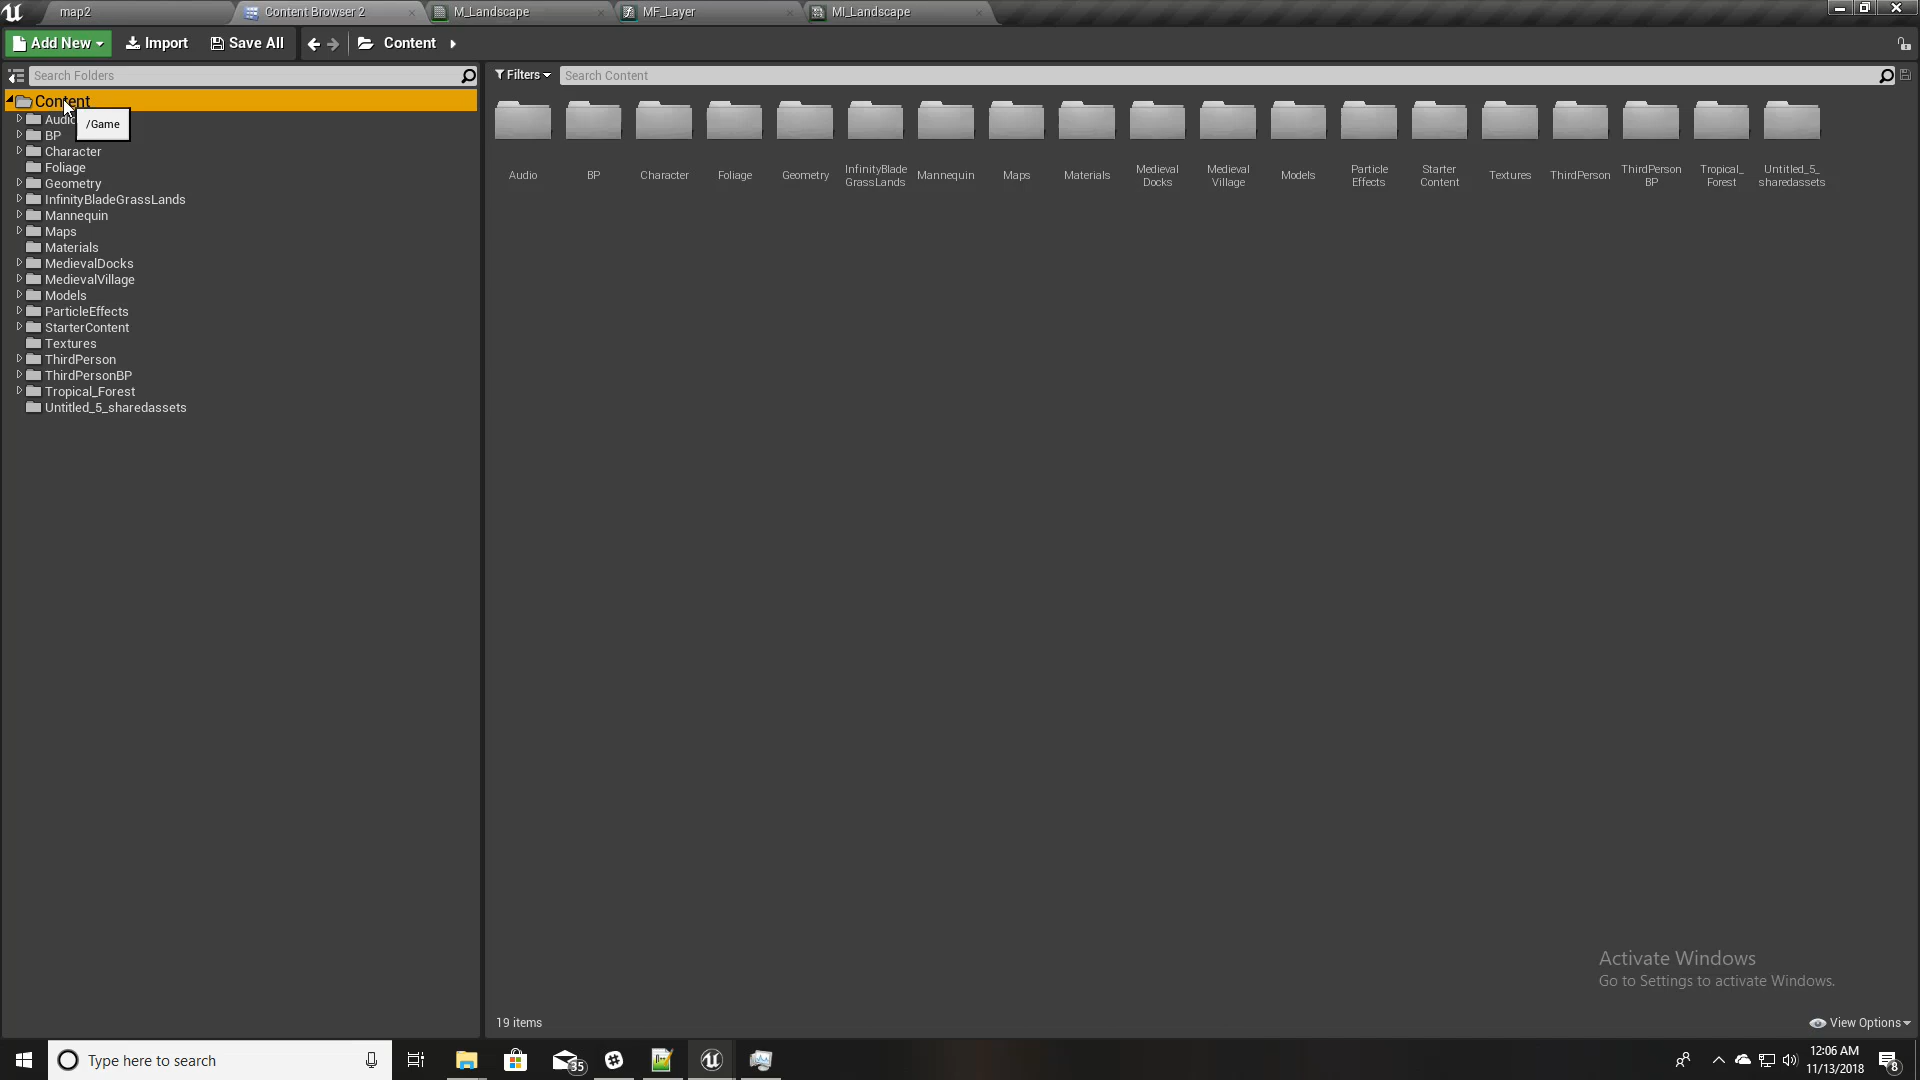 map2
Content Browser 2
M_Landscape
MF_Layer
MI_Landscape
Add New
Import
Save All
Content
Search Folders
Filters
Search Content
Content
/Game
Audio
BP
Character
Foliage
Geometry
InfinityBladeGrassLands
Mannequin
Maps
Materials
MedievalDocks
MedievalVillage
Models
ParticleEffects
StarterContent
Textures
ThirdPerson
ThirdPersonBP
Tropical_Forest
Untitled_5_sharedassets
Audio
BP
Character
Foliage
Geometry
InfinityBlade
GrassLands
Mannequin
Maps
Materials
Medieval
Docks
Medieval
Village
Models
Particle
Effects
Starter
Content
Textures
ThirdPerson
ThirdPerson
BP
Tropical_
Forest
Untitled_5_
sharedassets
Activate Windows
Go to Settings to activate Windows.
19 items
View Options
Type here to search
35
12:06 AM
11/13/2018
8